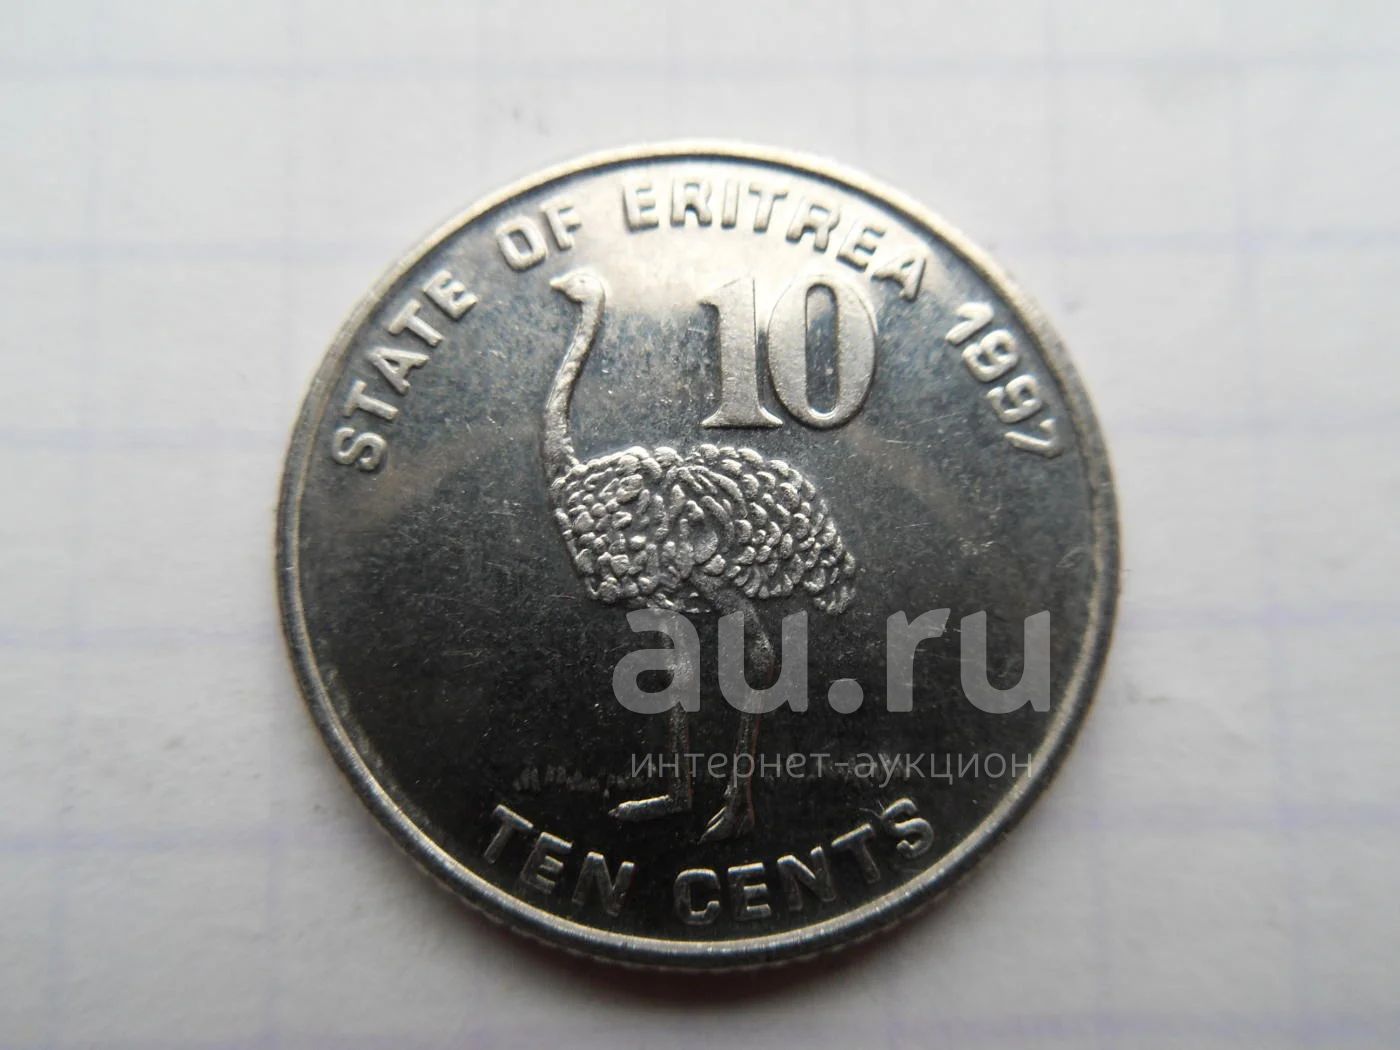 STATE OF ERITREA 1997
10
au.ru
интернет-аукцион
TEN CENTS